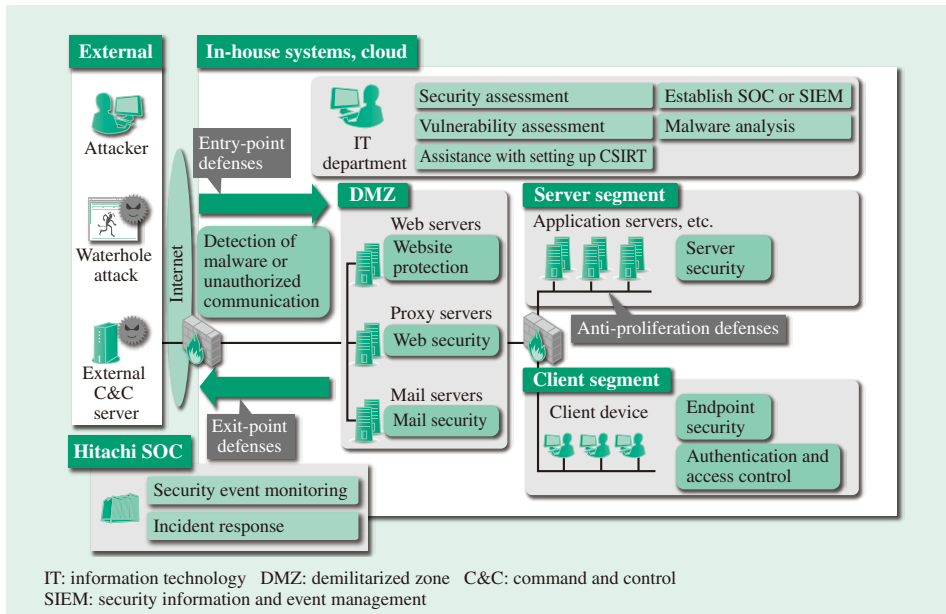 External
In-house systems, cloud
Attacker
Waterhole
attack
External
C&C
server
Internet
Entry-point
defenses
Detection of
malware or
unauthorized
communication
Exit-point
defenses
IT
department
Security assessment
Vulnerability assessment
Assistance with setting up CSIRT
Establish SOC or SIEM
Malware analysis
DMZ
Web servers
Website
protection
Proxy servers
Web security
Mail servers
Mail security
Server segment
Application servers, etc.
Server
security
Anti-proliferation defenses
Client segment
Client device
Endpoint
security
Authentication and
access control
Hitachi SOC
Security event monitoring
Incident response
IT: information technology DMZ: demilitarized zone C&C: command and control
SIEM: security information and event management